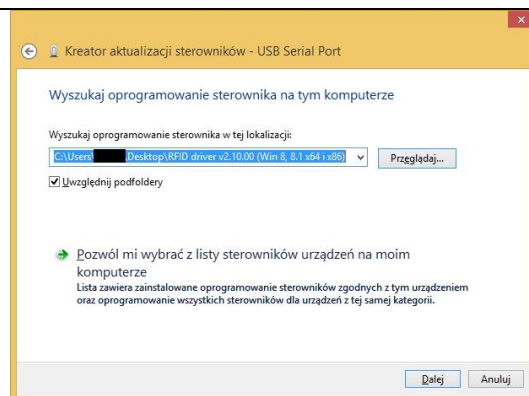 Kreator aktualizacji sterowników - USB Serial Port
Wyszukaj oprogramowanie sterownika na tym komputerze
Wyszukaj oprogramowanie sterownika w tej lokalizacji:
C:\Users\ .Desktop\RFID driver v2.10.00 (Win 8, 8.1 x64 i x86)
Przeglądaj...
Uwzględnij podfoldery
Pozwól mi wybrać z listy sterowników urządzeń na moim
komputerze
Lista zawiera zainstalowane oprogramowanie sterowników zgodnych z tym urządzeniem
oraz oprogramowanie wszystkich sterowników dla urządzeń z tej samej kategorii.
Dalej
Anuluj